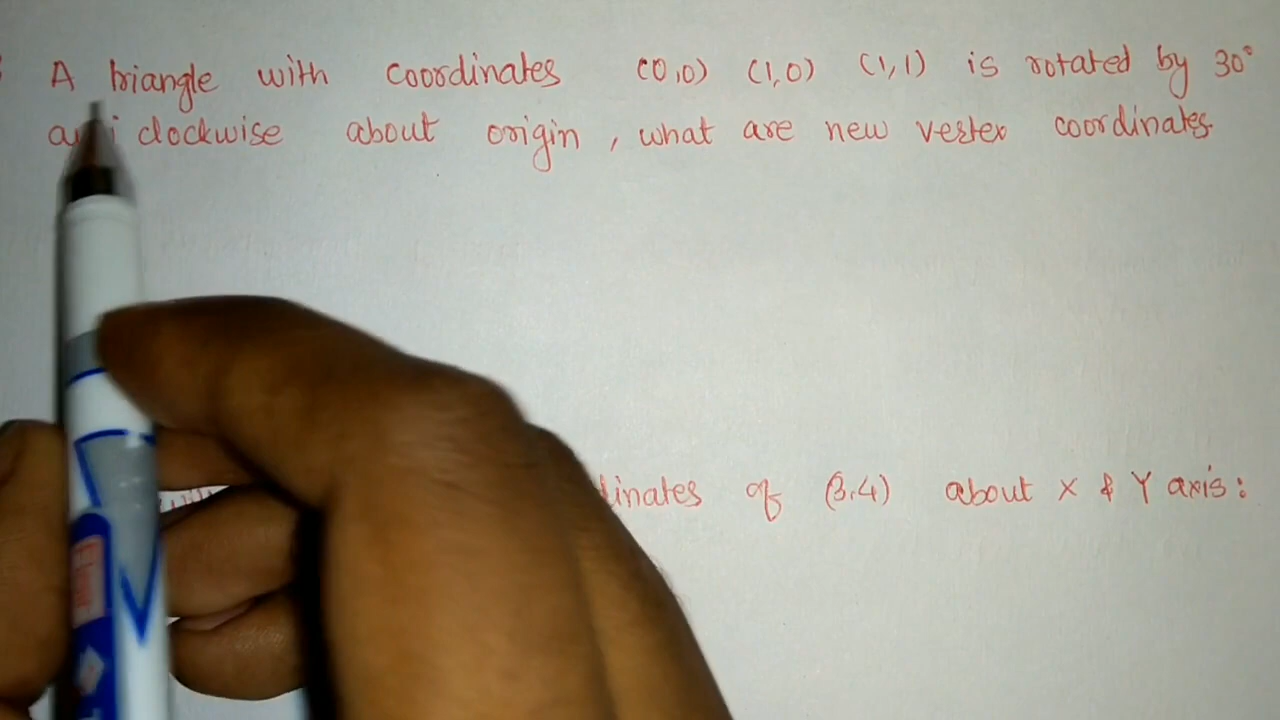 A triangle with coordinates (0,0) (1,0) (1,1) is rotated by 30°
clockwise about origin, what are new vertex coordinates.
of (3,4) about X & Y axis: